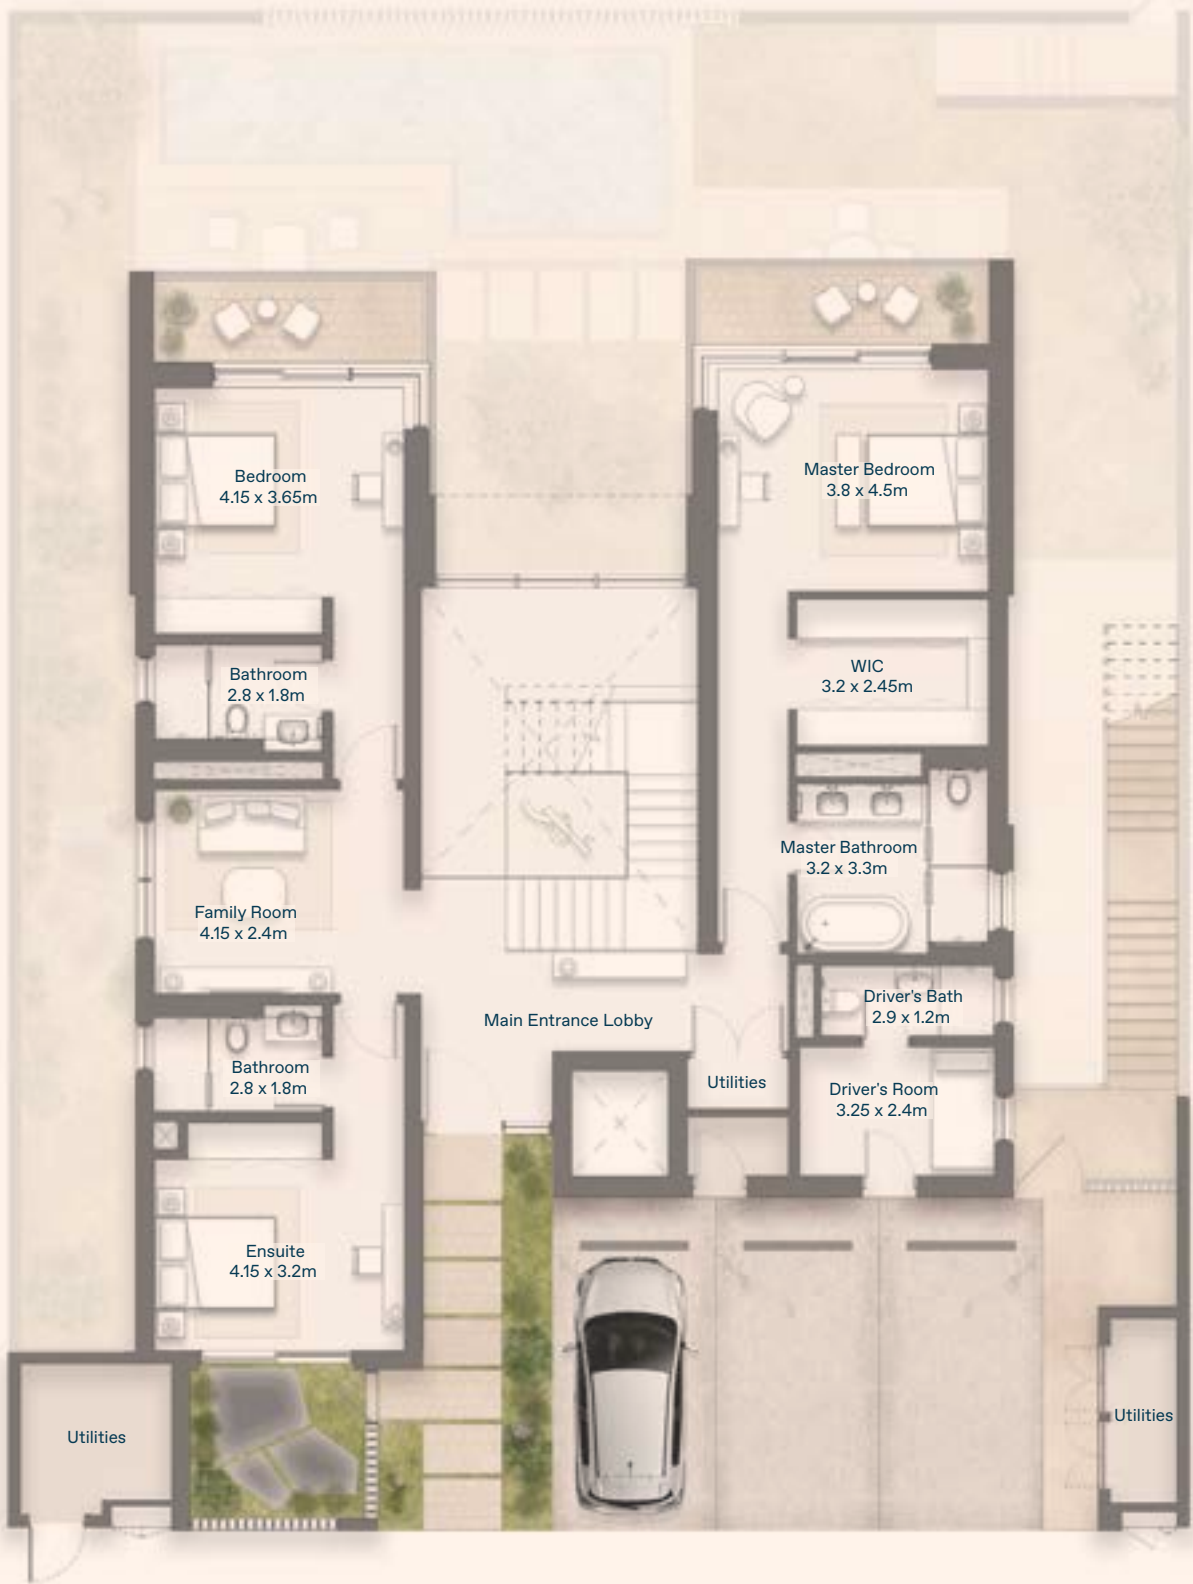 Bedroom
4.15 x 3.65m
Master Bedroom
3.8 x 4.5m
Bathroom
2.8 x 1.8m
WIC
3.2 x 2.45m
Master Bathroom
3.2 x 3.3m
Family Room
4.15 x 2.4m
Main Entrance Lobby
Driver's Bath
2.9 x 1.2m
Bathroom
2.8 x 1.8m
Utilities
Driver's Room
3.25 x 2.4m
Ensuite
4.15 x 3.2m
Utilities
Utilities